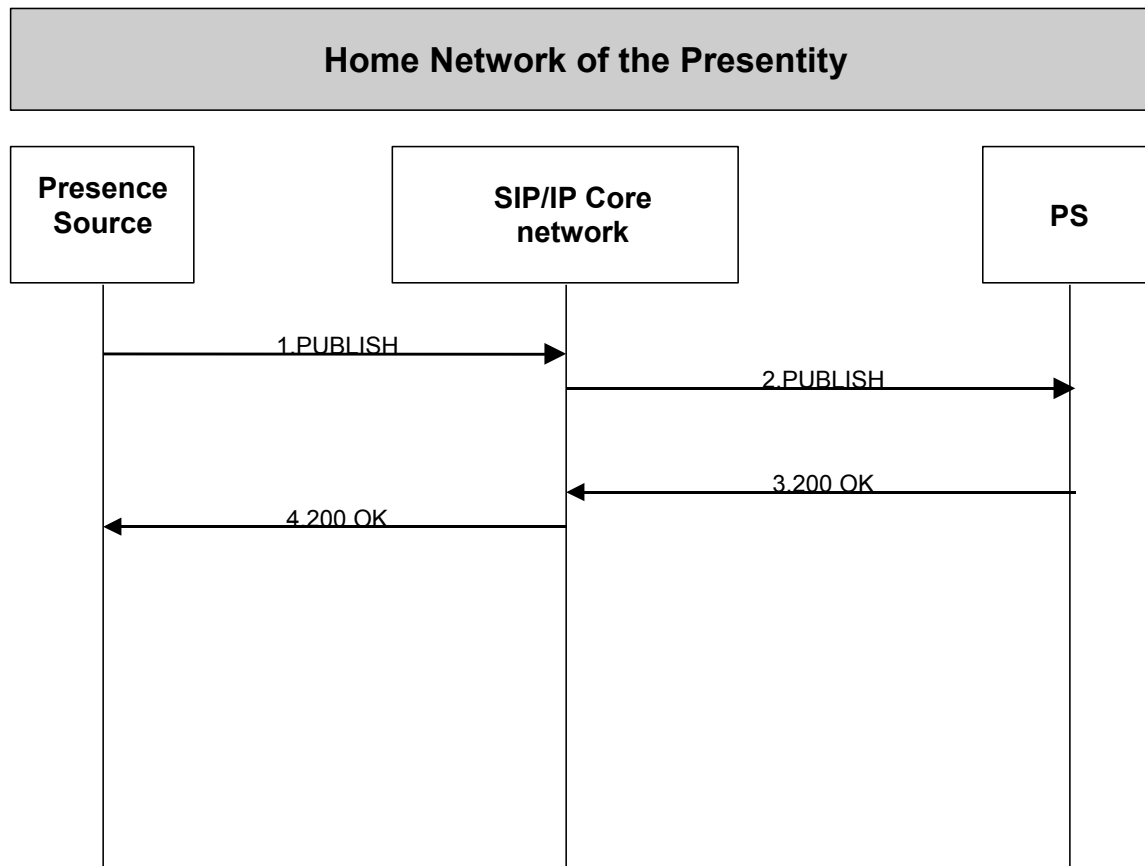 Home Network of the Presentity
Presence
Source
SIP/IP Core
network
PS
1.PUBLISH
2.PUBLISH
3.200 OK
4.200 OK